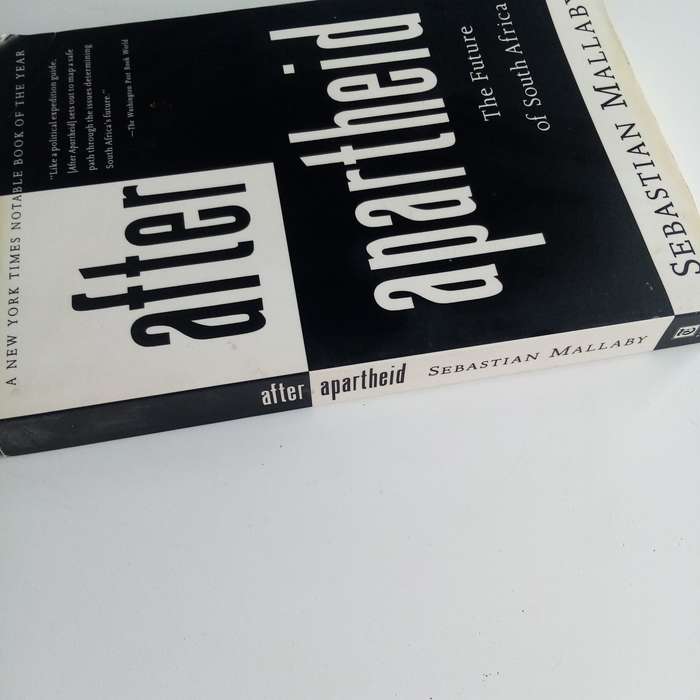 A NEW YORK TIMES NOTABLE BOOK OF THE YEAR
"Like a political expedition guide,
[After Apartheid] sets out to map a safe
path through the issues determining
South Africa's future."
—The Washington Post Book World
after
apartheid
The Future
of South Africa
SEBASTIAN MALLABY
after apartheid SEBASTIAN MALLABY